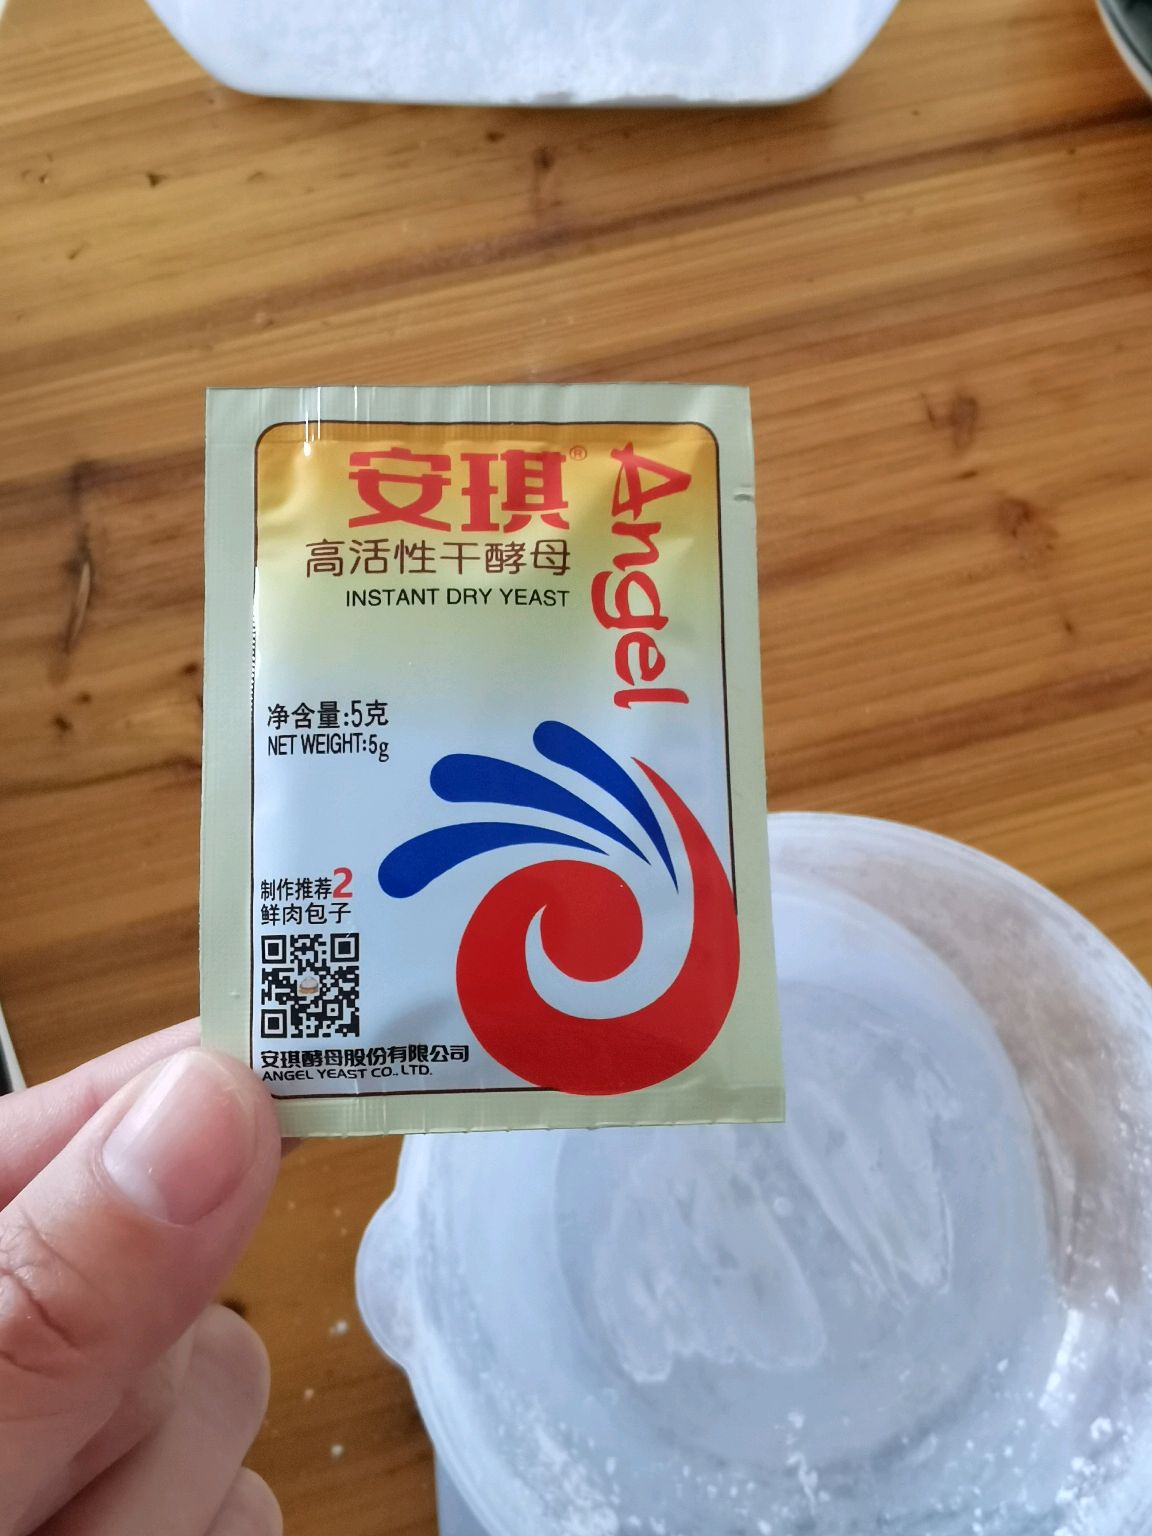 安琪®
Angel
高活性干酵母
INSTANT DRY YEAST
净含量:5克
NET WEIGHT:5g
制作推荐2
鲜肉包子
安琪酵母股份有限公司
ANGEL YEAST CO., LTD.